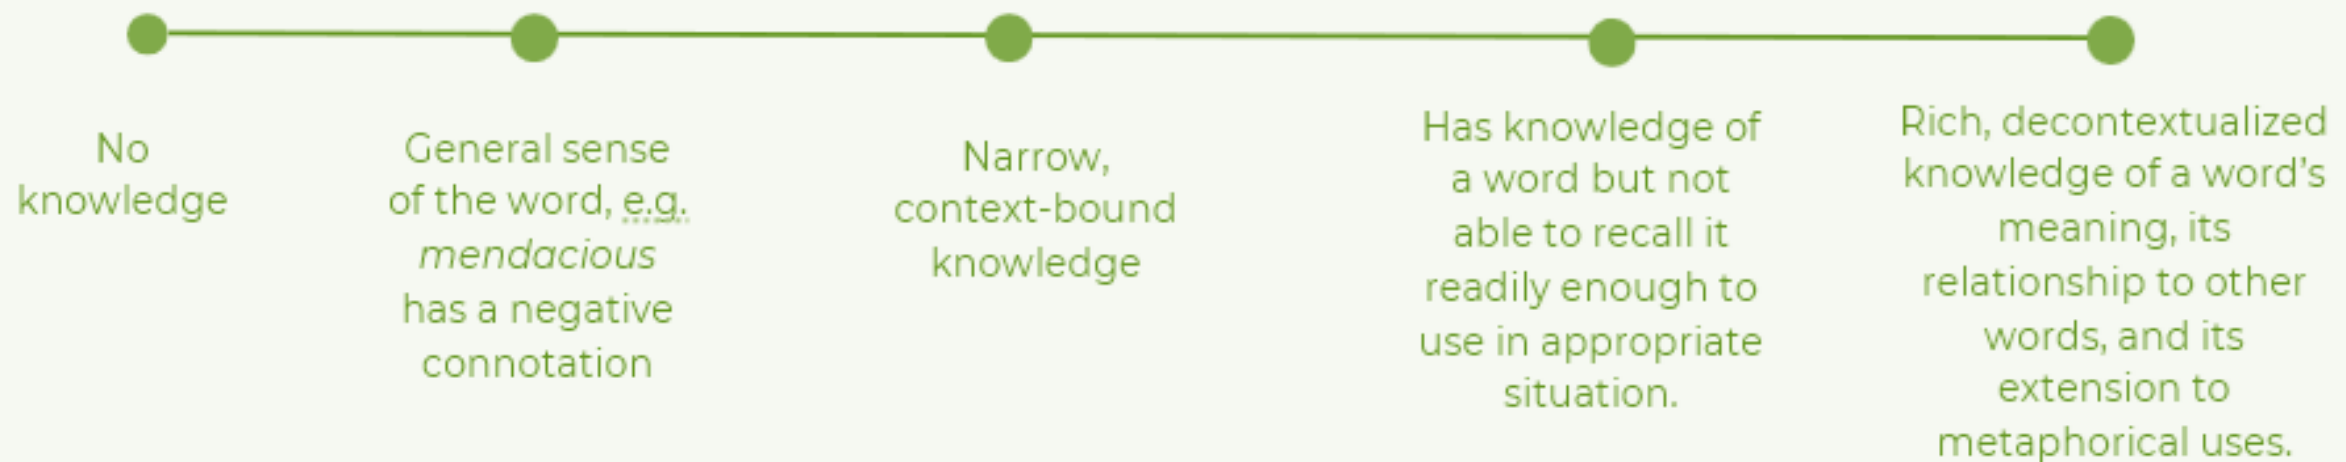 No
knowledge
General sense
of the word, e.g.
mendacious
has a negative
connotation
Narrow,
context-bound
knowledge
Has knowledge of
a word but not
able to recall it
readily enough to
use in appropriate
situation.
Rich, decontextualized
knowledge of a word’s
meaning, its
relationship to other
words, and its
extension to
metaphorical uses.